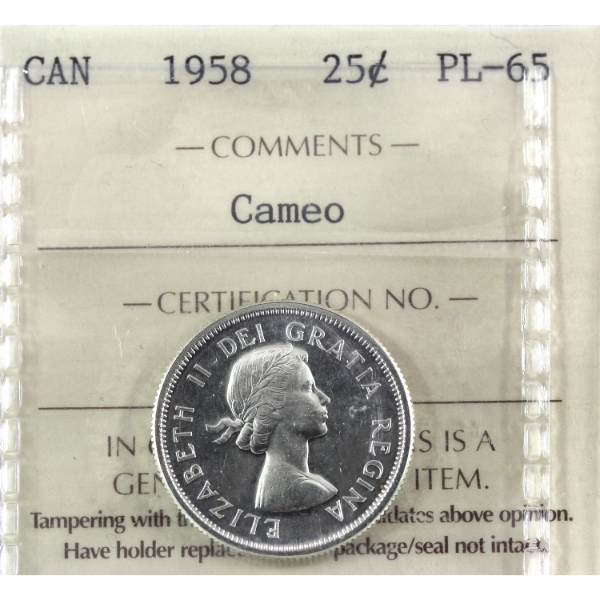 CAN 1958 25¢ PL-65
— COMMENTS —
Cameo
— CERTIFICATION NO. —
ELIZABETH II DEI GRATIA REGINA
IN S IS A
GEN ITEM.
Tampering with above opinion.
Have holder package/seal not intact.